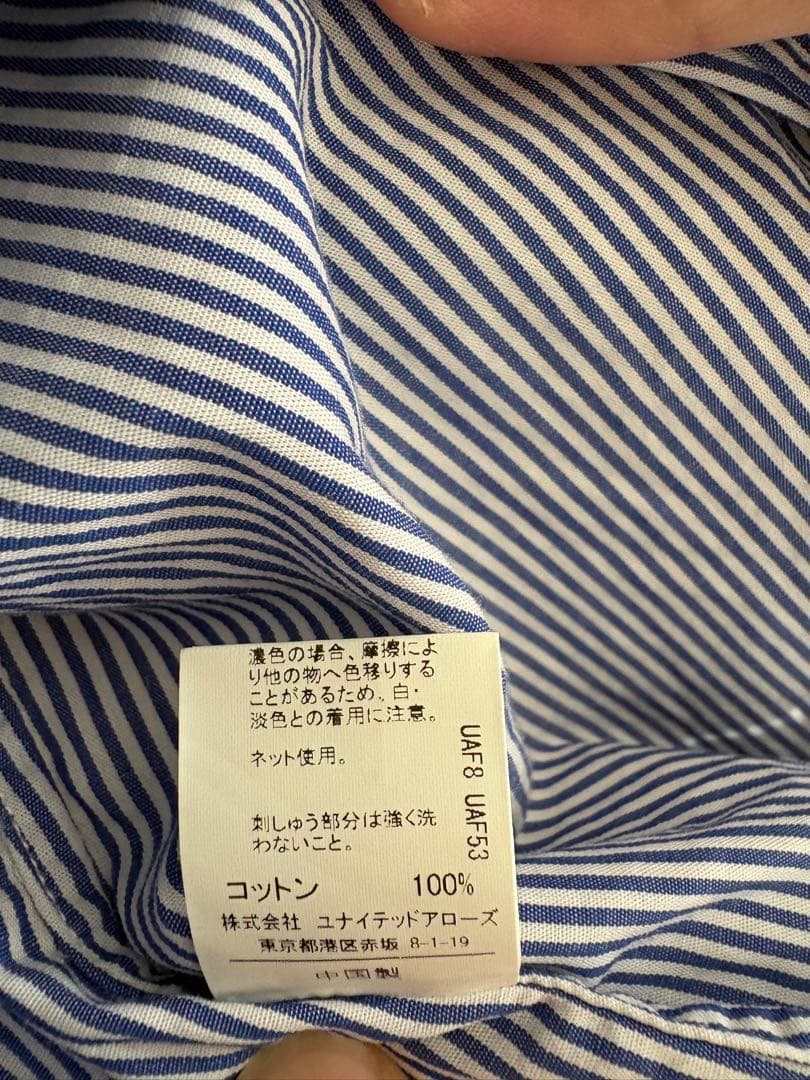 濃色の場合、摩擦によ
り他の物へ色移りする
ことがあるため、白・
淡色との着用に注意。
ネット使用。
刺しゅう部分は強く洗
わないこと。
UAF8 UAF53
コットン 100%
株式会社 ユナイテッドアローズ
東京都港区赤坂 8-1-19
中国製